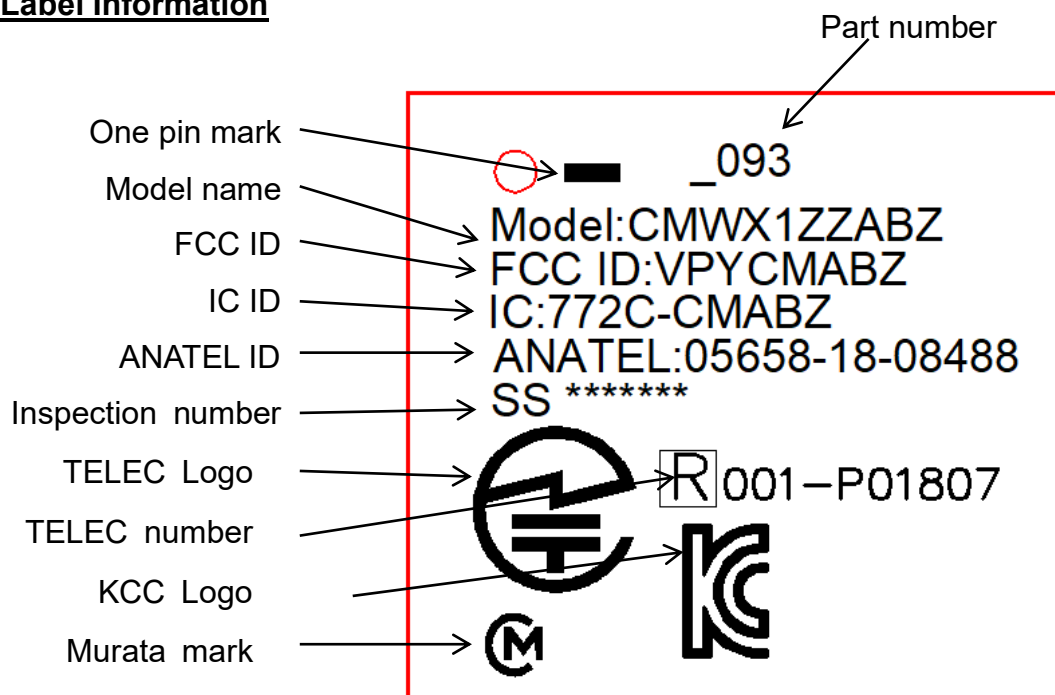 Label information
Part number
One pin mark
_093
Model name
Model:CMWX1ZZABZ
FCC ID
FCC ID:VPYCMABZ
IC ID
IC:772C-CMABZ
ANATEL ID
ANATEL:05658-18-08488
Inspection number
SS *******
TELEC Logo
R 001-P01807
TELEC number
KCC Logo
KC
Murata mark
CM